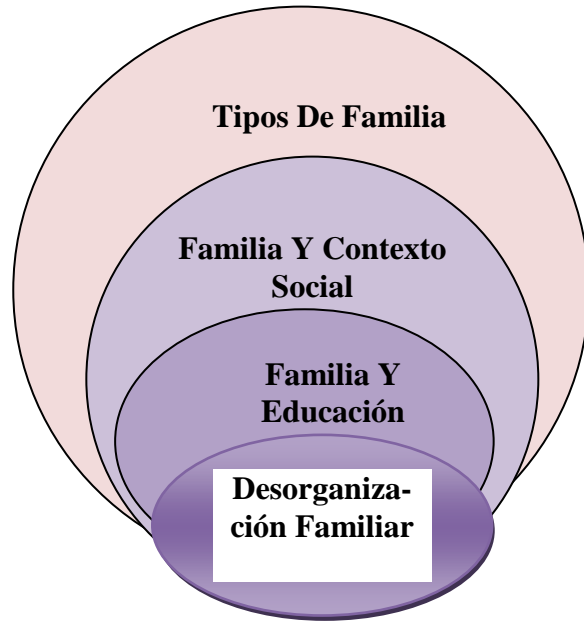 Tipos De Familia
Familia Y Contexto
Social
Familia Y
Educación
Desorganiza-
ción Familiar